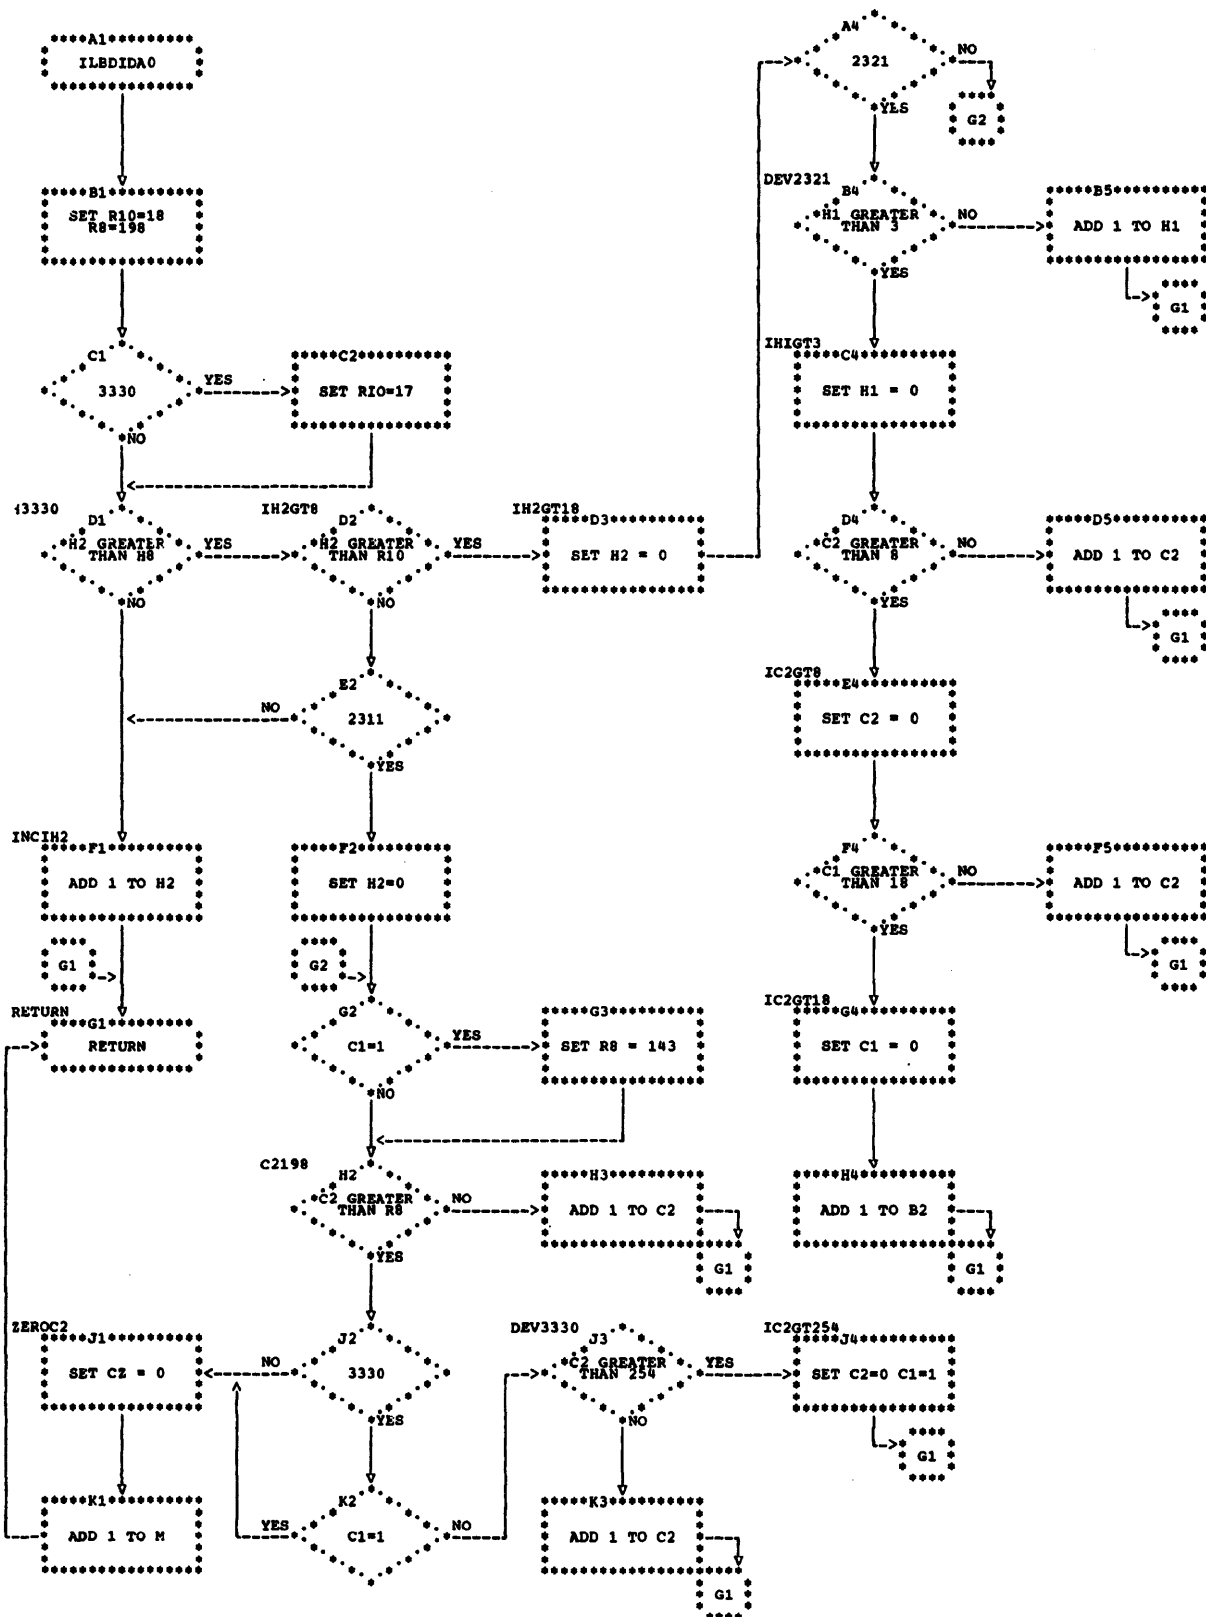 A1
ILBDIDA0
B1
SET R10=18
R8=198
C1
3330
YES
NO
C2
SET RIO=17
3330
D1
H2 GREATER
THAN H8
YES
NO
IH2GT8
D2
H2 GREATER
THAN R10
YES
NO
IH2GT18
D3
SET H2 = 0
E2
2311
NO
YES
INCIH2
F1
ADD 1 TO H2
F2
SET H2=0
G1
G2
RETURN
G1
RETURN
G2
C1=1
YES
NO
G3
SET R8 = 143
C2198
H2
C2 GREATER
THAN R8
NO
YES
H3
ADD 1 TO C2
G1
ZEROC2
J1
SET CZ = 0
J2
3330
NO
YES
DEV3330
J3
C2 GREATER
THAN 254
YES
NO
IC2GT254
J4
SET C2=0 C1=1
G1
K1
ADD 1 TO M
K2
C1=1
YES
NO
K3
ADD 1 TO C2
G1
A4
2321
NO
YES
G2
DEV2321
B4
H1 GREATER
THAN 3
NO
YES
B5
ADD 1 TO H1
G1
IHIGT3
C4
SET H1 = 0
D4
C2 GREATER
THAN 8
NO
YES
D5
ADD 1 TO C2
G1
IC2GT8
E4
SET C2 = 0
F4
C1 GREATER
THAN 18
NO
YES
F5
ADD 1 TO C2
G1
IC2GT18
G4
SET C1 = 0
H4
ADD 1 TO B2
G1